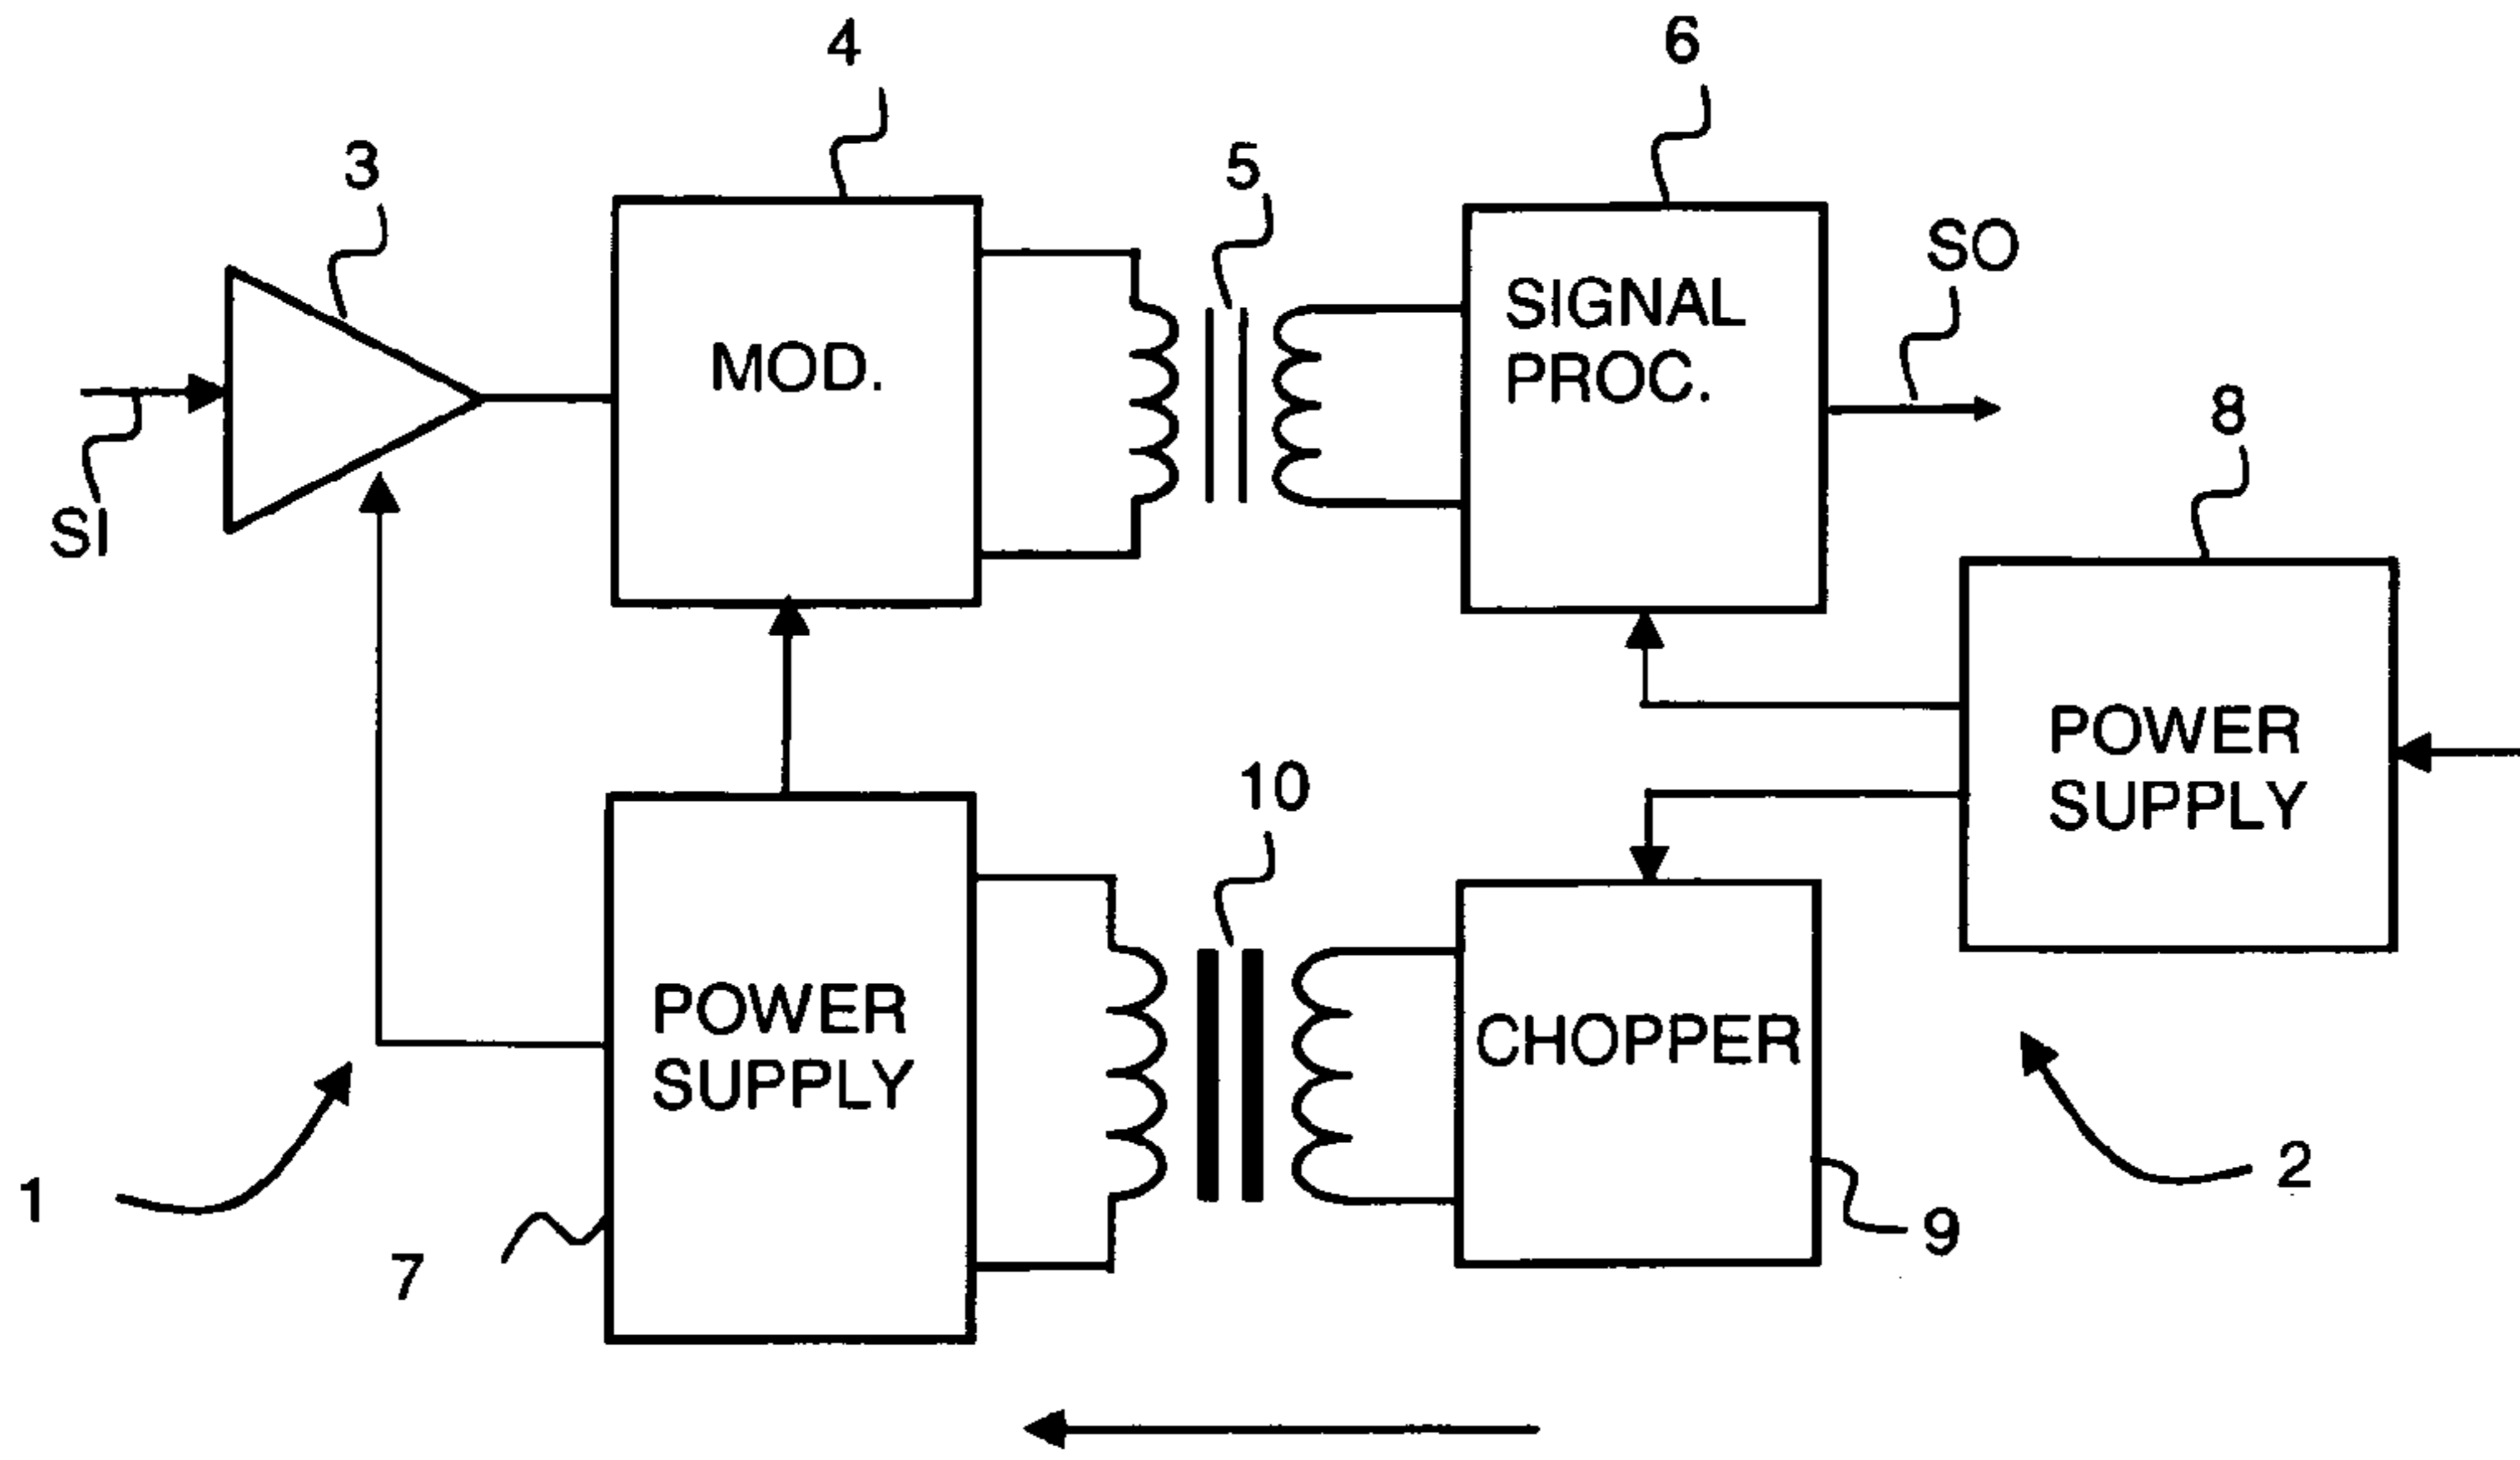 4
6
3
5
SO
SIGNAL
PROC.
MOD.
8
SI
POWER
SUPPLY
10
POWER
SUPPLY
CHOPPER
1
2
9
7